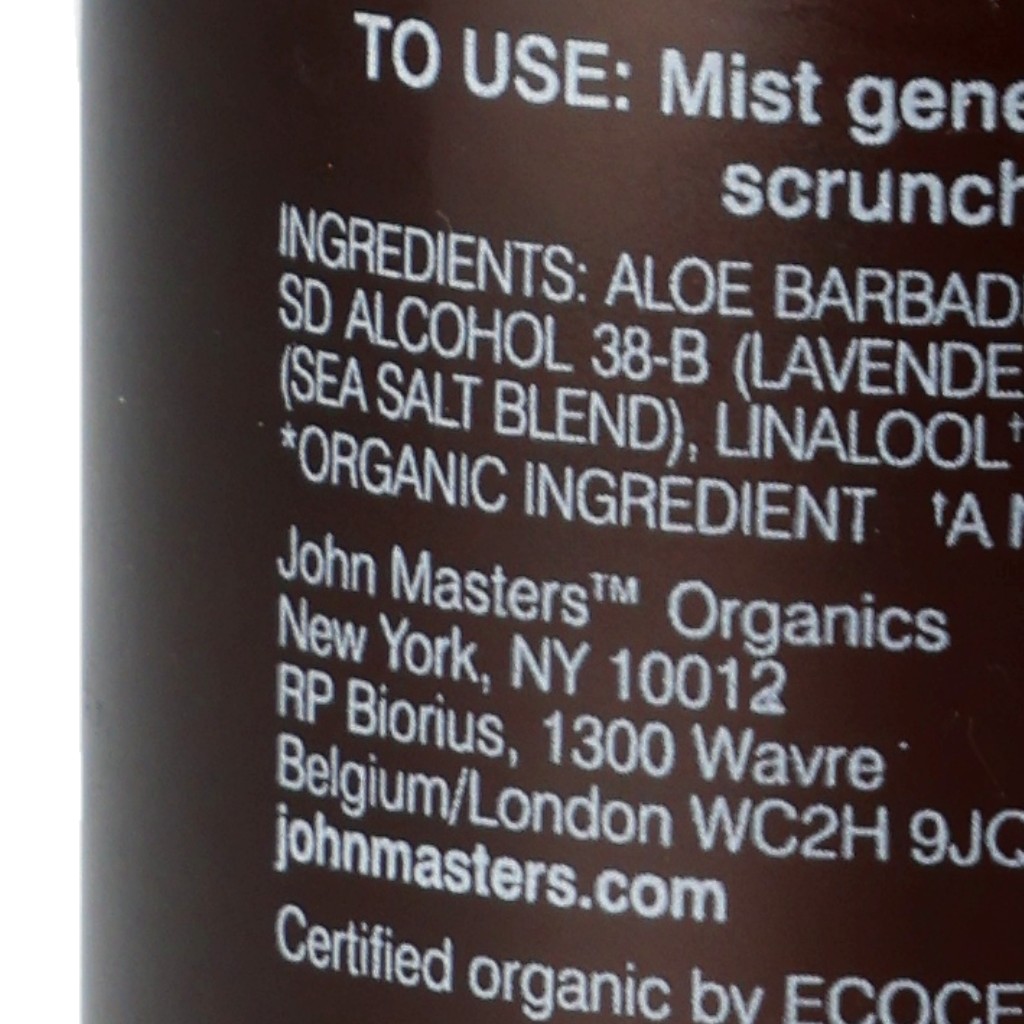 TO USE: Mist gene
scrunch
INGREDIENTS: ALOE BARBAD
SD ALCOHOL 38-B (LAVENDE
(SEA SALT BLEND), LINALOOL†
*ORGANIC INGREDIENT †A
John Masters™ Organics
New York, NY 10012
RP Biorius, 1300 Wavre
Belgium/London WC2H 9JQ
johnmasters.com
Certified organic by ECOCE